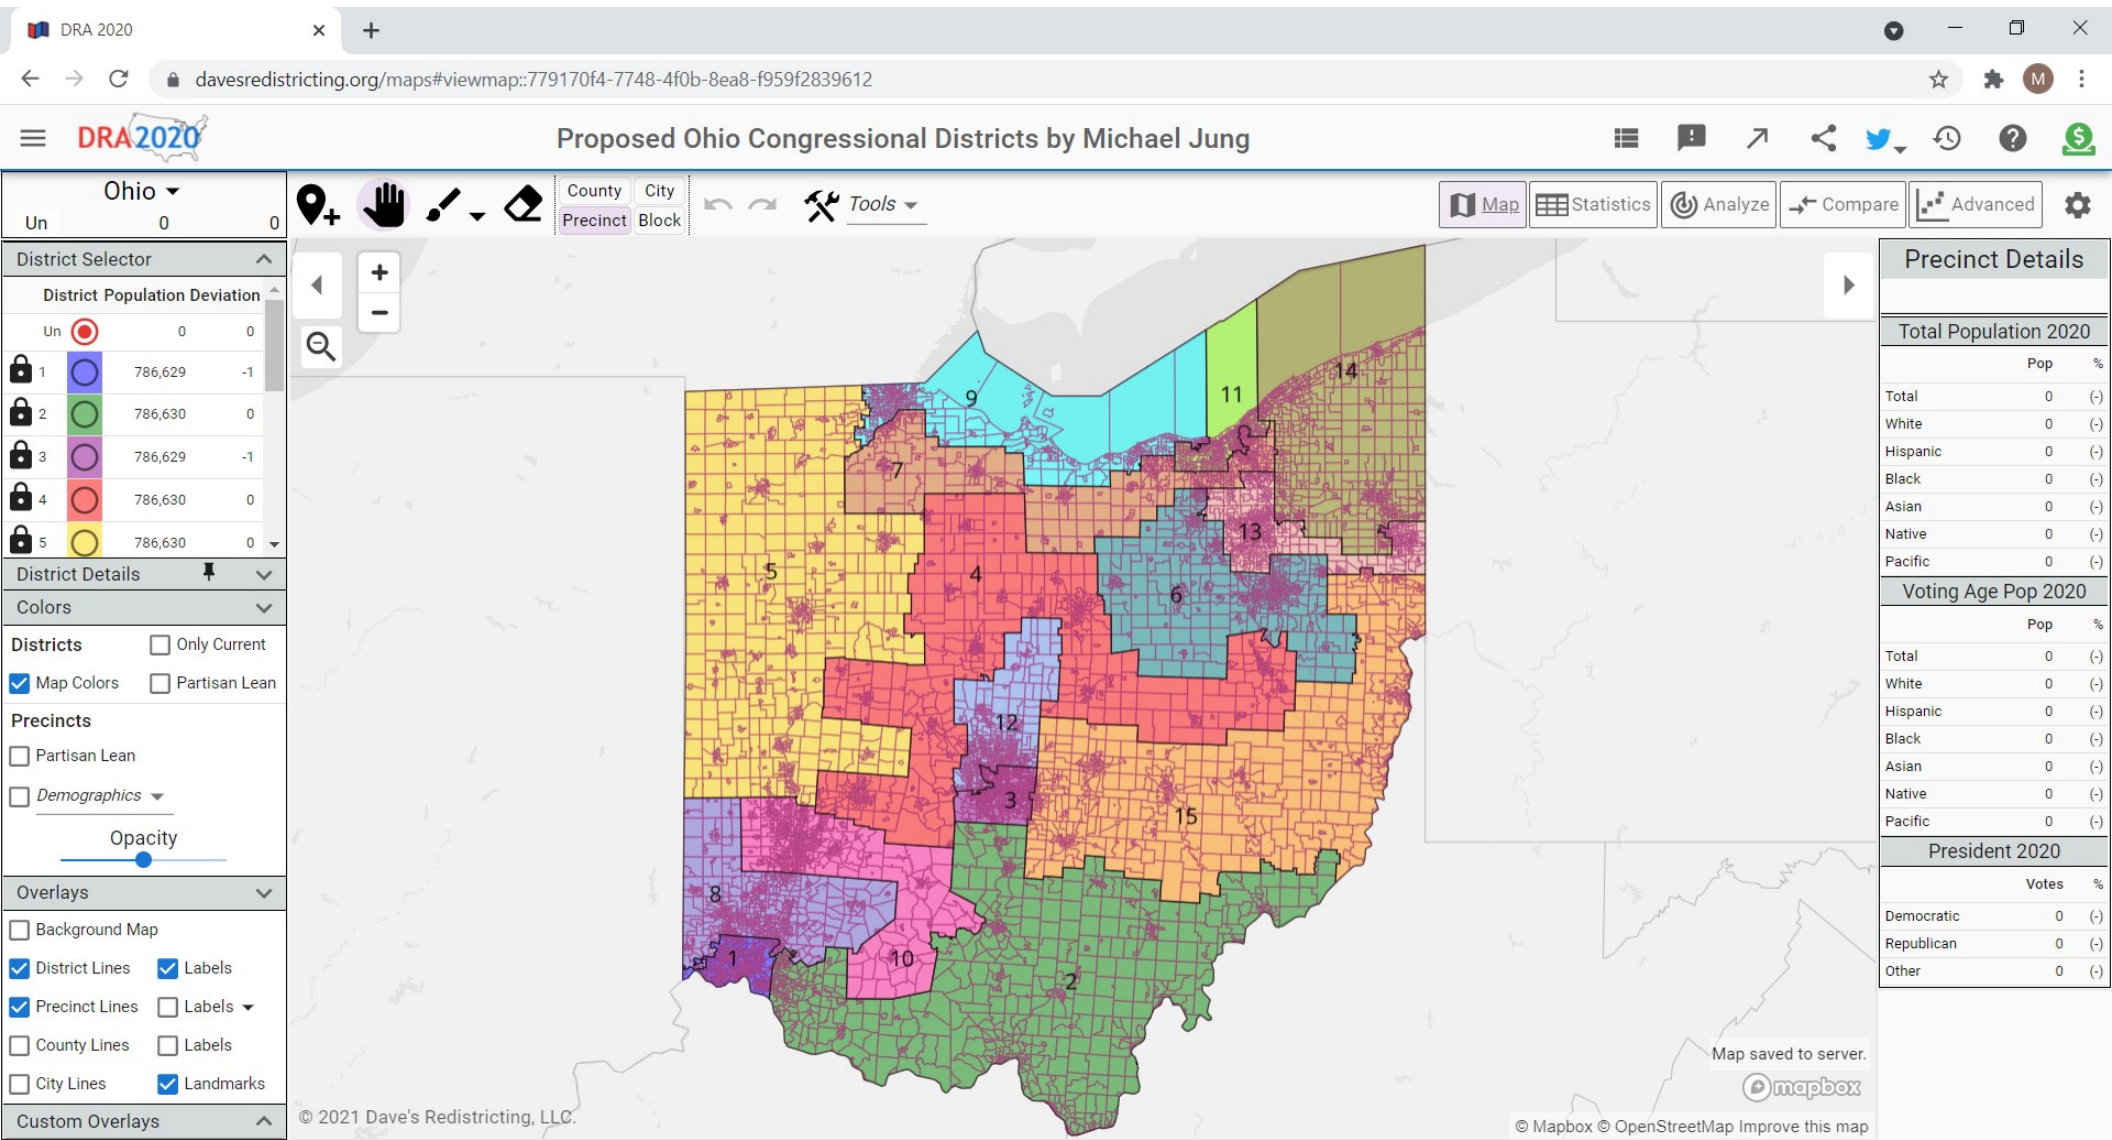 DRA 2020
davesredistricting.org/maps#viewmap::779170f4-7748-4f0b-8ea8-f959f2839612
M
DRA2020
Proposed Ohio Congressional Districts by Michael Jung
Ohio
Un 0 0
County City
Precinct Block
Tools
Map Statistics Analyze Compare Advanced
District Selector
District Population Deviation
Un 0 0
1 786,629 -1
2 786,630 0
3 786,629 -1
4 786,630 0
5 786,630 0
District Details
Colors
Districts Only Current
Map Colors Partisan Lean
Precincts
Partisan Lean
Demographics
Opacity
Overlays
Background Map
District Lines Labels
Precinct Lines Labels
County Lines Labels
City Lines Landmarks
Custom Overlays
+
−
14
9
11
7
13
5
4
6
12
3
15
8
1
10
2
Map saved to server.
mapbox
© 2021 Dave's Redistricting, LLC.
© Mapbox © OpenStreetMap Improve this map
Precinct Details
Total Population 2020
Pop %
Total 0 (-)
White 0 (-)
Hispanic 0 (-)
Black 0 (-)
Asian 0 (-)
Native 0 (-)
Pacific 0 (-)
Voting Age Pop 2020
Pop %
Total 0 (-)
White 0 (-)
Hispanic 0 (-)
Black 0 (-)
Asian 0 (-)
Native 0 (-)
Pacific 0 (-)
President 2020
Votes %
Democratic 0 (-)
Republican 0 (-)
Other 0 (-)